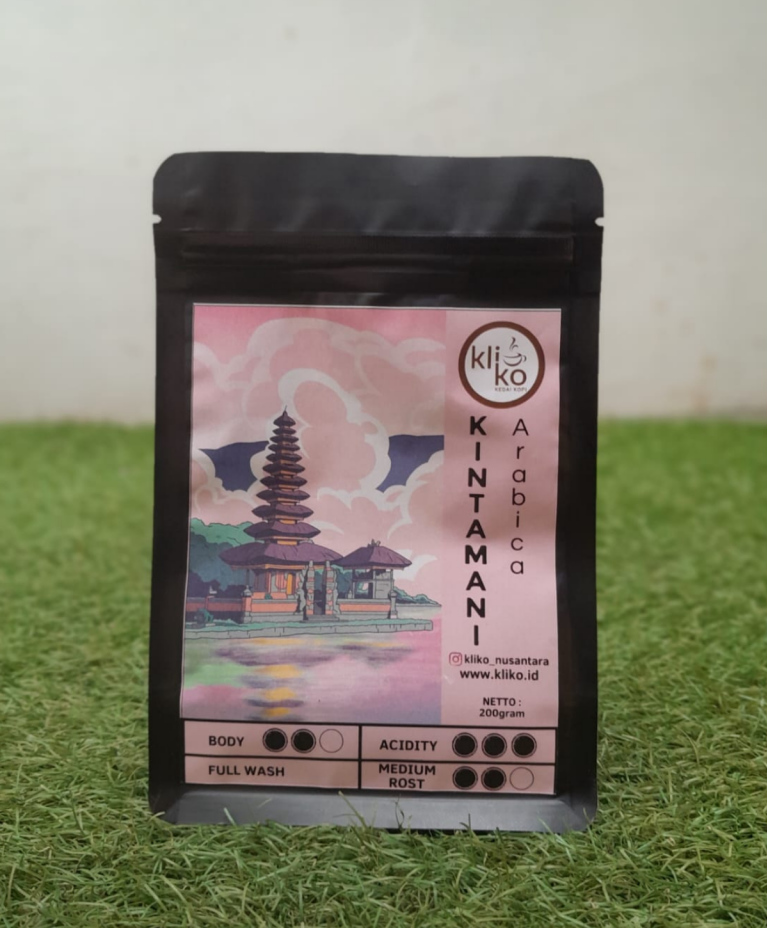 kli
ko
KEDAI KOPI
KINTAMANI
Arabica
kliko_nusantara
www.kliko.id
NETTO :
200gram
BODY
ACIDITY
FULL WASH
MEDIUM
ROST